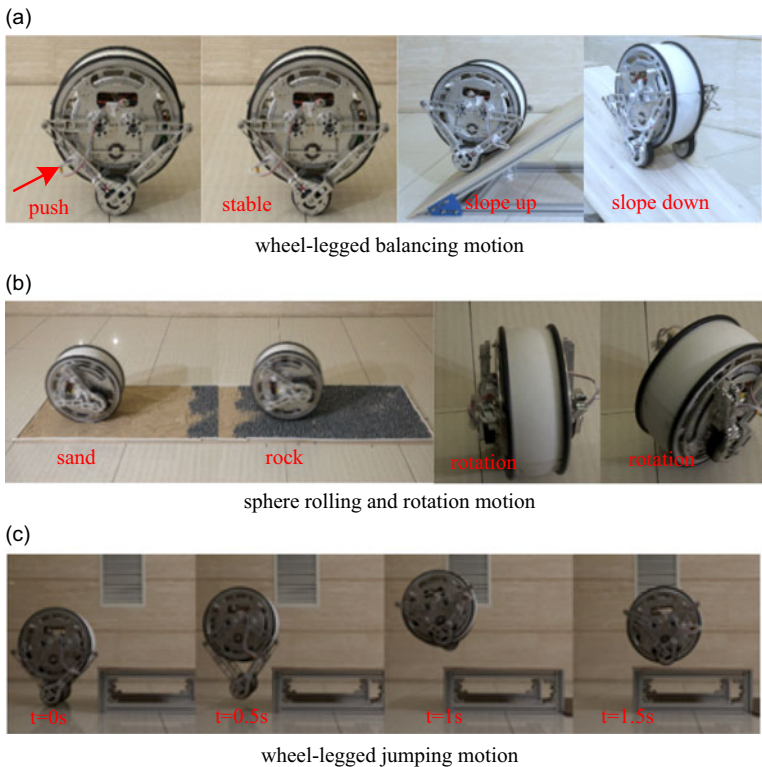 (a)
push
stable
slope up
slope down
wheel-legged balancing motion
(b)
sand
rock
rotation
rotation
sphere rolling and rotation motion
(c)
t=0s
t=0.5s
t=1s
t=1.5s
wheel-legged jumping motion